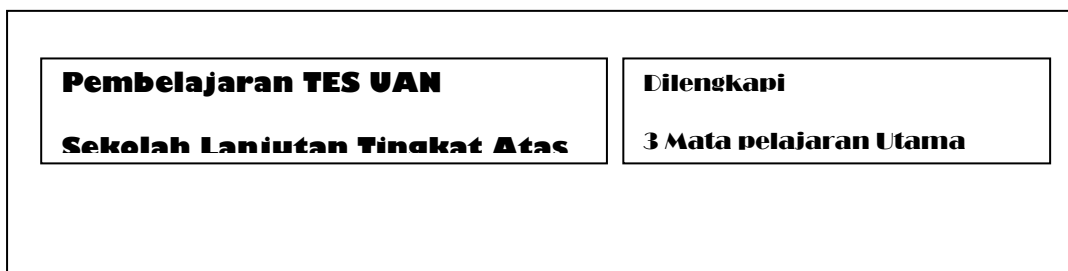 Pembelajaran TES UAN
Sekolah Lanjutan Tingkat Atas
Dilengkapi
3 Mata pelajaran Utama